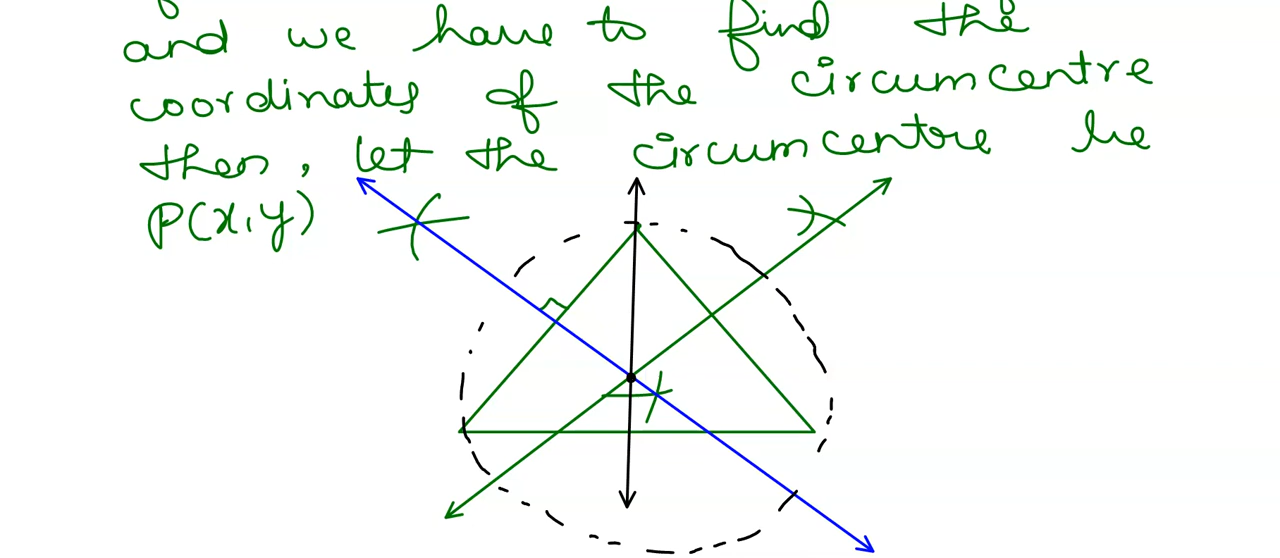 and we have to find the
coordinates of the circumcentre
then, let the circumcentre be
P(x,y)